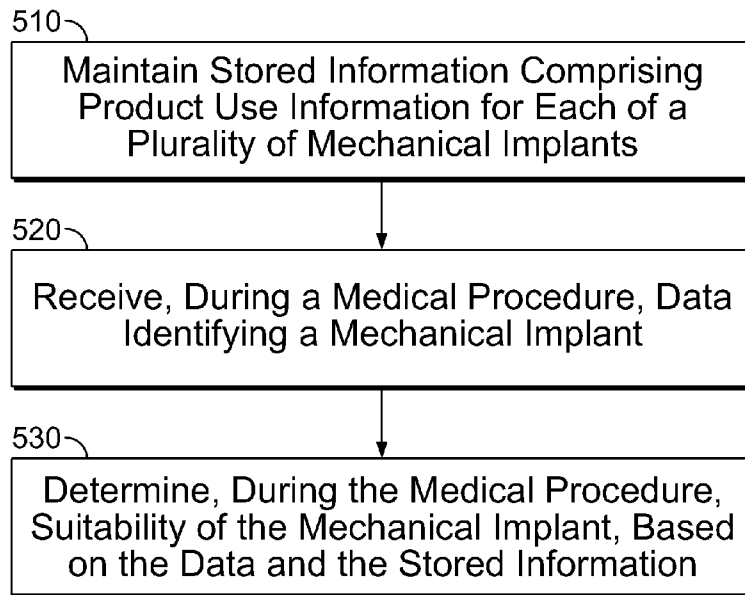 510
Maintain Stored Information Comprising
Product Use Information for Each of a
Plurality of Mechanical Implants
520
Receive, During a Medical Procedure, Data
Identifying a Mechanical Implant
530
Determine, During the Medical Procedure,
Suitability of the Mechanical Implant, Based
on the Data and the Stored Information